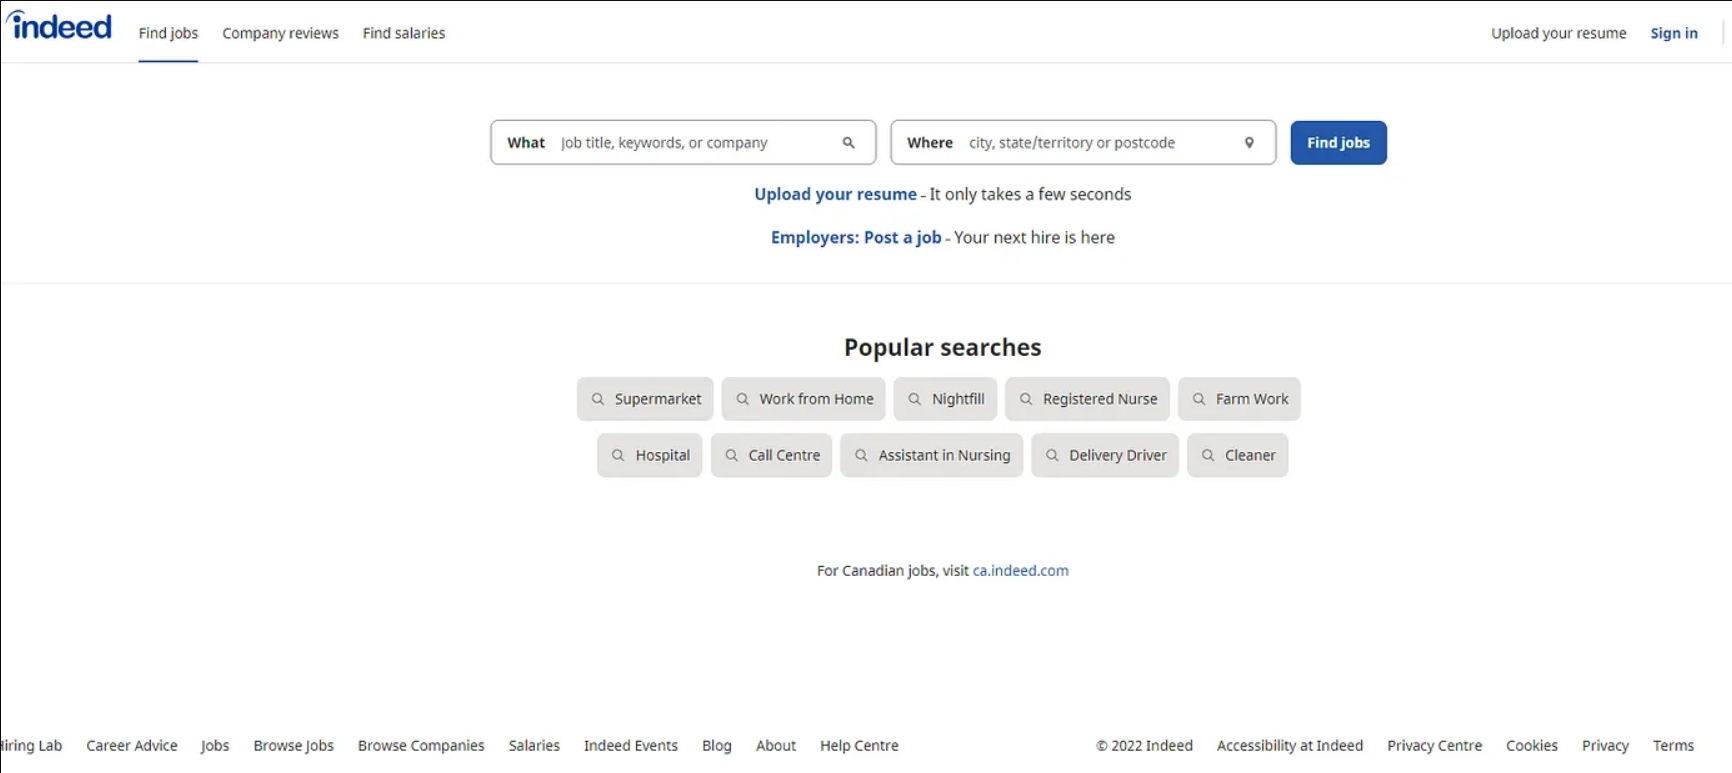 indeed Find jobs Company reviews Find salaries Upload your resume Sign in
What Job title, keywords, or company Where city, state/territory or postcode Find jobs
Upload your resume - It only takes a few seconds
Employers: Post a job - Your next hire is here
Popular searches
Supermarket Work from Home Nightfill Registered Nurse Farm Work
Hospital Call Centre Assistant in Nursing Delivery Driver Cleaner
For Canadian jobs, visit ca.indeed.com
Hiring Lab Career Advice Jobs Browse Jobs Browse Companies Salaries Indeed Events Blog About Help Centre © 2022 Indeed Accessibility at Indeed Privacy Centre Cookies Privacy Terms